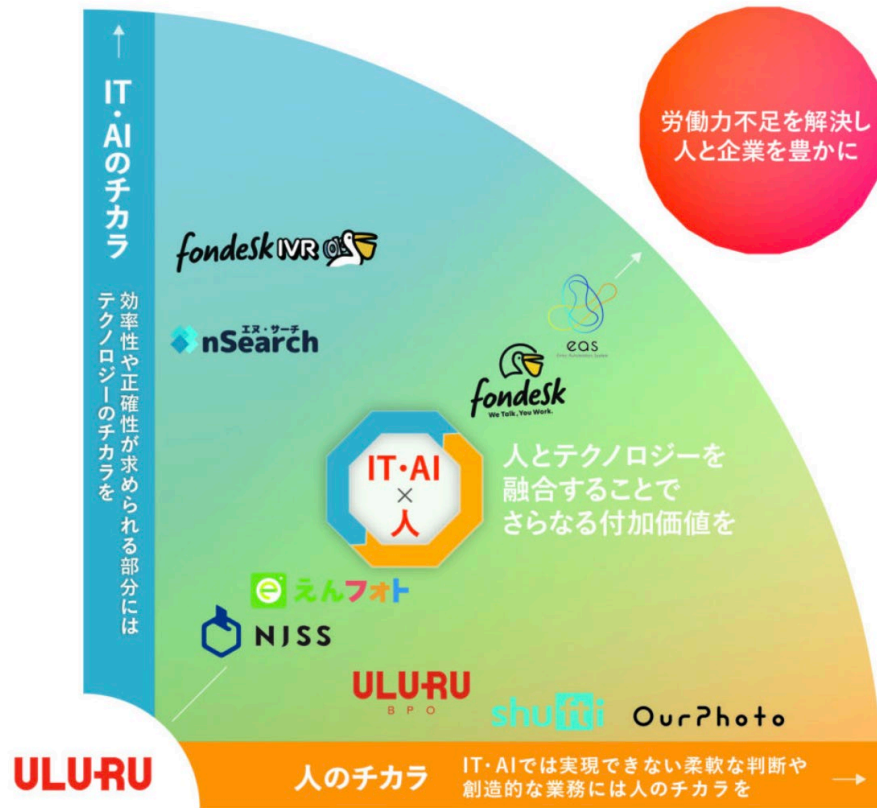 労働力不足を解決し
人と企業を豊かに
IT・AIのチカラ
効率性や正確性が求められる部分には
テクノロジーのチカラを
fondesk IVR
エヌ・サーチ
nSearch
eas
fondesk
We Talk, You Work.
IT・AI
×
人
人とテクノロジーを
融合することで
さらなる付加価値を
えんフォト
NJSS
ULURU
BPO
shufti
OurPhoto
ULURU
人のチカラ
IT・AIでは実現できない柔軟な判断や
創造的な業務には人のチカラを